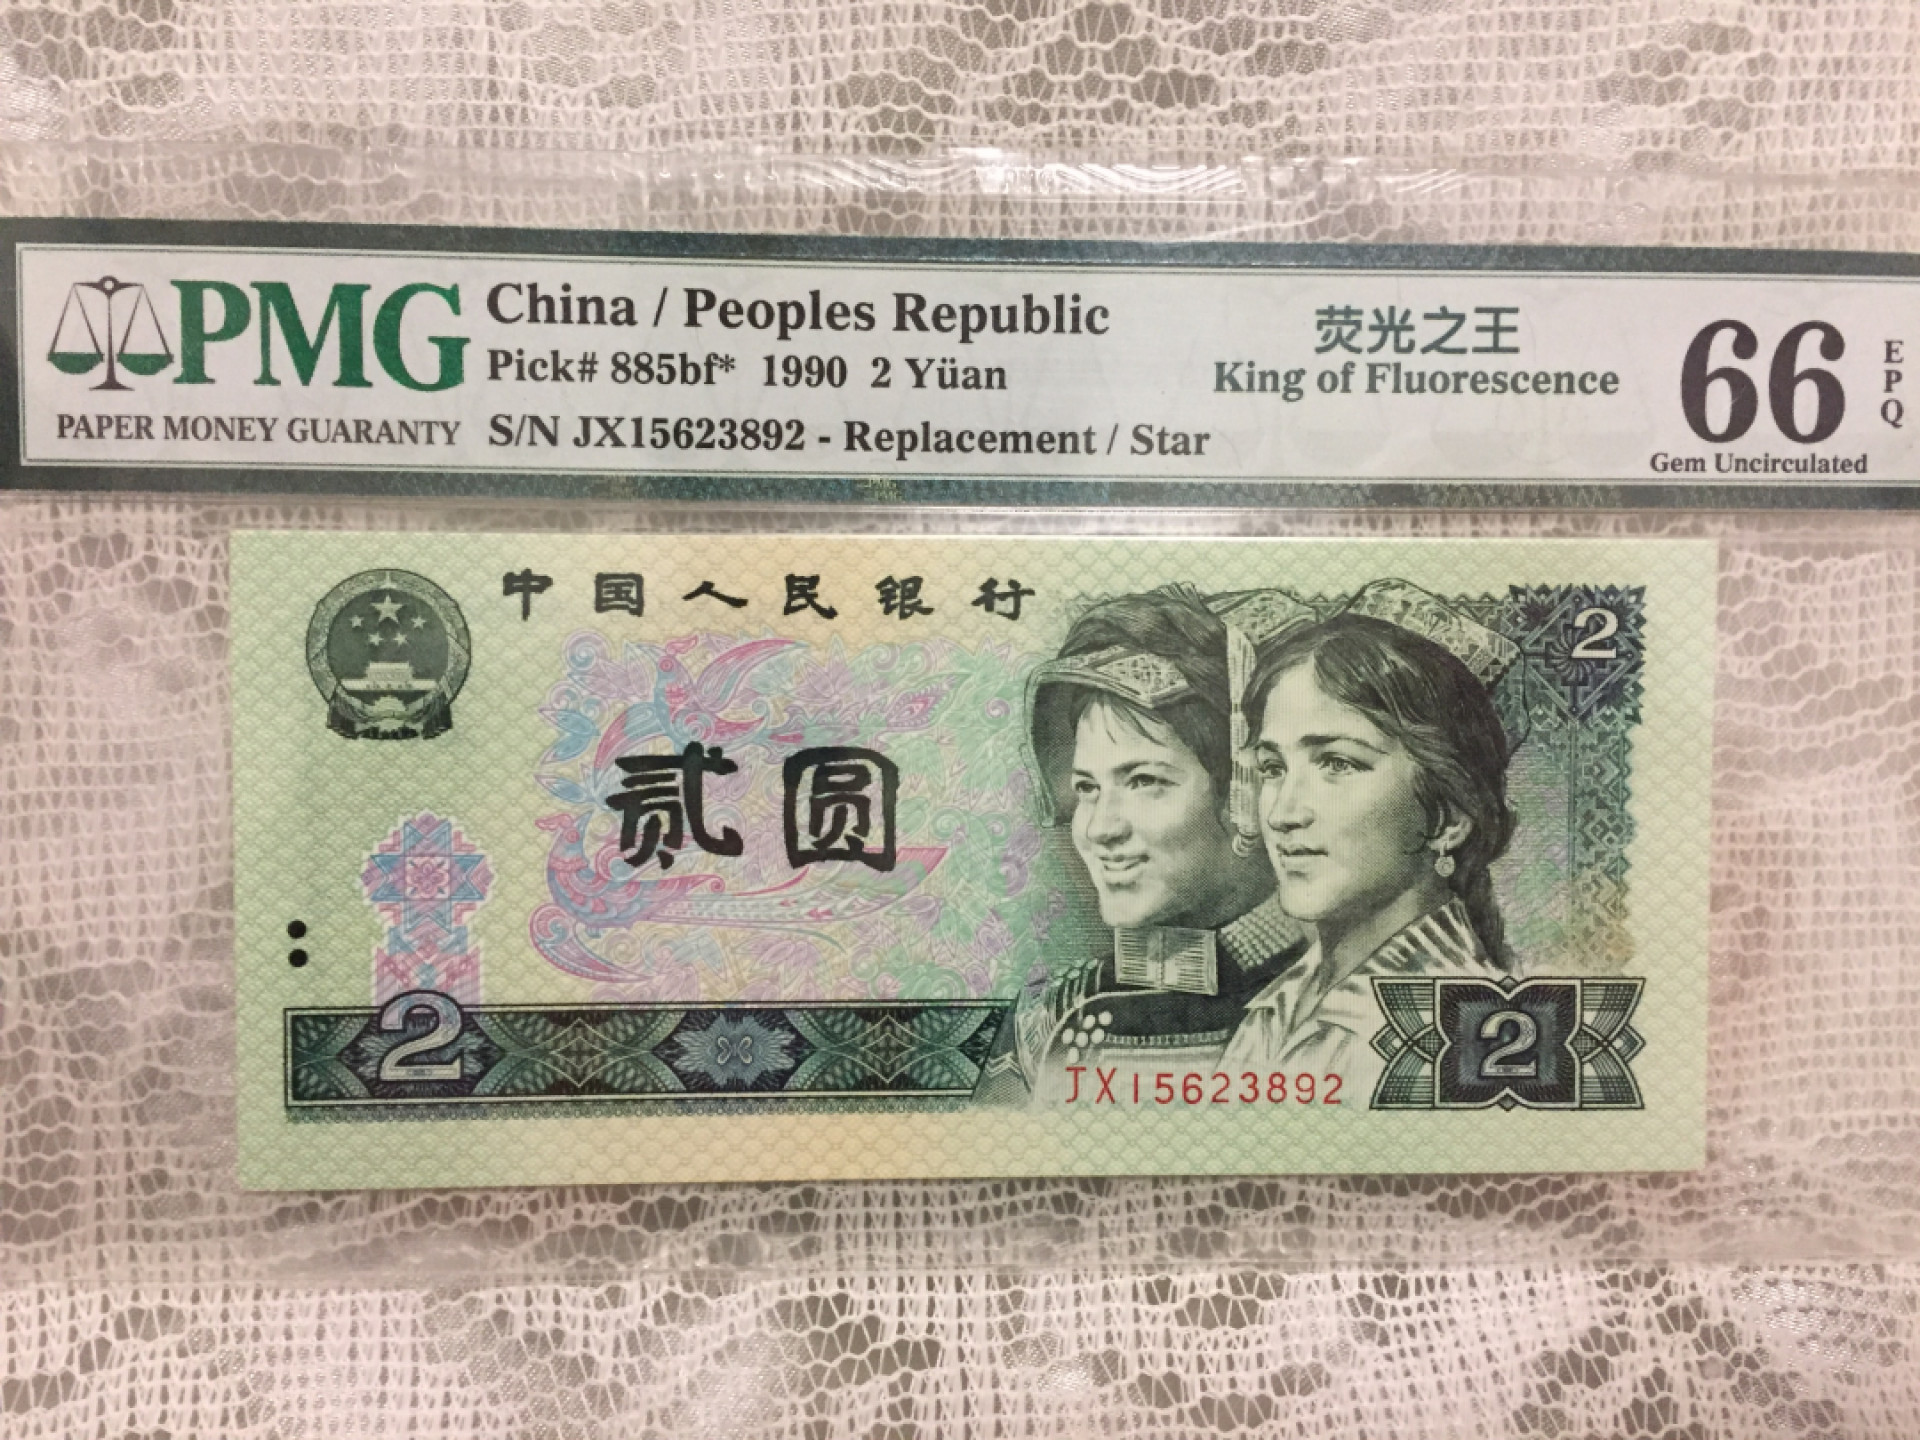 PMG
PAPER MONEY GUARANTY
China / Peoples Republic
Pick# 885bf* 1990 2 Yüan
S/N JX15623892 - Replacement / Star
荧光之王
King of Fluorescence
66
EPQ
Gem Uncirculated
中国人民银行
2
贰圆
2
JX15623892
2